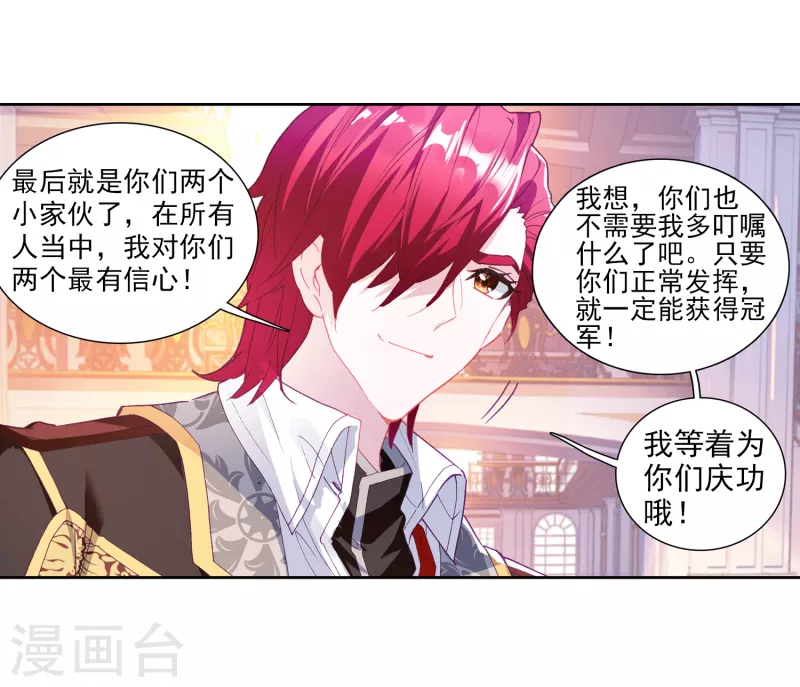 最后就是你们两个
小家伙了，在所有
人当中，我对你们
两个最有信心！
我想，你们也
不需要我多叮嘱
什么了吧。只要
你们正常发挥，
就一定能获得冠
军！
我等着为
你们庆功
哦！
漫画台